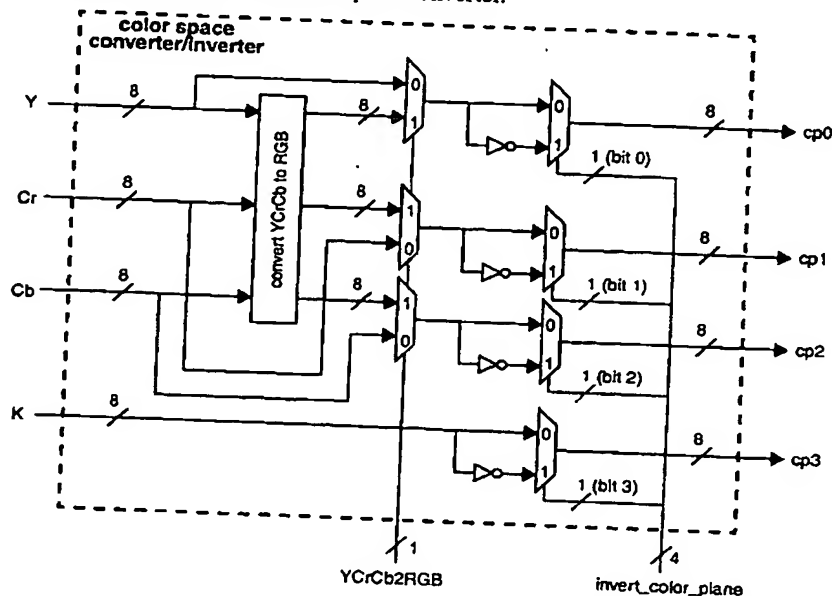 color space
converter/inverter
Y
8
8
0
1
0
1
8
cp0
1 (bit 0)
Cr
8
convert YCrCb to RGB
8
1
0
0
1
8
cp1
1 (bit 1)
Cb
8
8
1
0
0
1
8
cp2
1 (bit 2)
K
8
0
1
8
cp3
1 (bit 3)
1
YCrCb2RGB
4
invert_color_plane